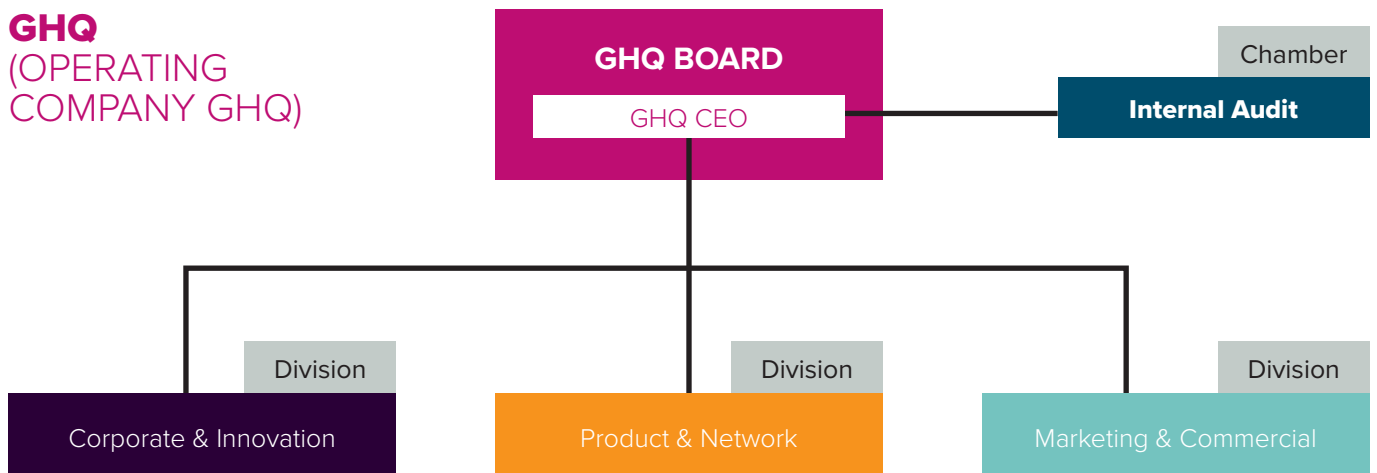 GHQ
(OPERATING
COMPANY GHQ)
GHQ BOARD
GHQ CEO
Chamber
Internal Audit
Division
Corporate & Innovation
Division
Product & Network
Division
Marketing & Commercial